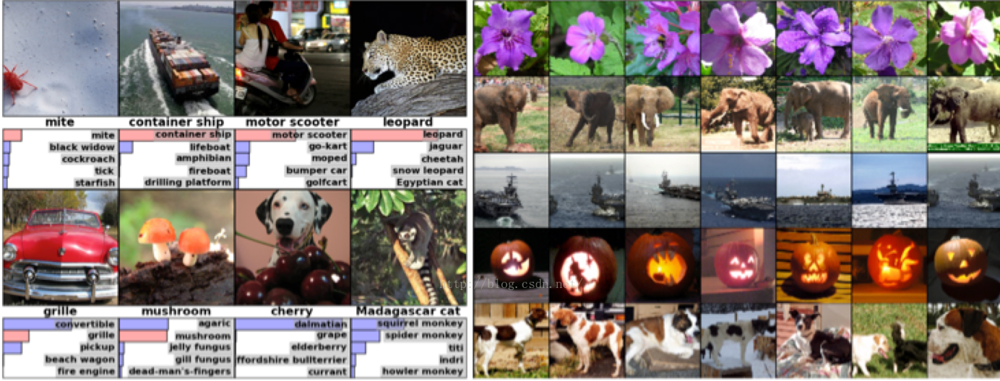 mite
container ship
motor scooter
leopard
mite
black widow
cockroach
tick
starfish
container ship
lifeboat
amphibian
fireboat
drilling platform
motor scooter
go-kart
moped
bumper car
golfcart
leopard
jaguar
cheetah
snow leopard
Egyptian cat
grille
mushroom
cherry
Madagascar cat
convertible
grille
pickup
beach wagon
fire engine
agaric
mushroom
jelly fungus
gill fungus
dead-man's-fingers
dalmatian
grape
elderberry
ffordshire bullterrier
currant
squirrel monkey
spider monkey
titi
indri
howler monkey
http://blog.csdn.net/